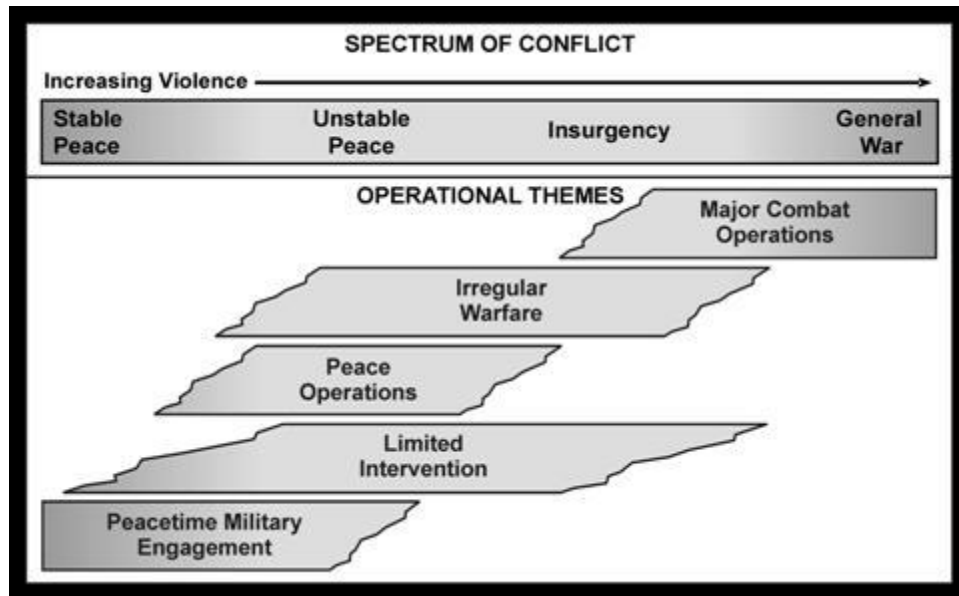 SPECTRUM OF CONFLICT
Increasing Violence
Stable
Peace
Unstable
Peace
Insurgency
General
War
OPERATIONAL THEMES
Major Combat
Operations
Irregular
Warfare
Peace
Operations
Limited
Intervention
Peacetime Military
Engagement